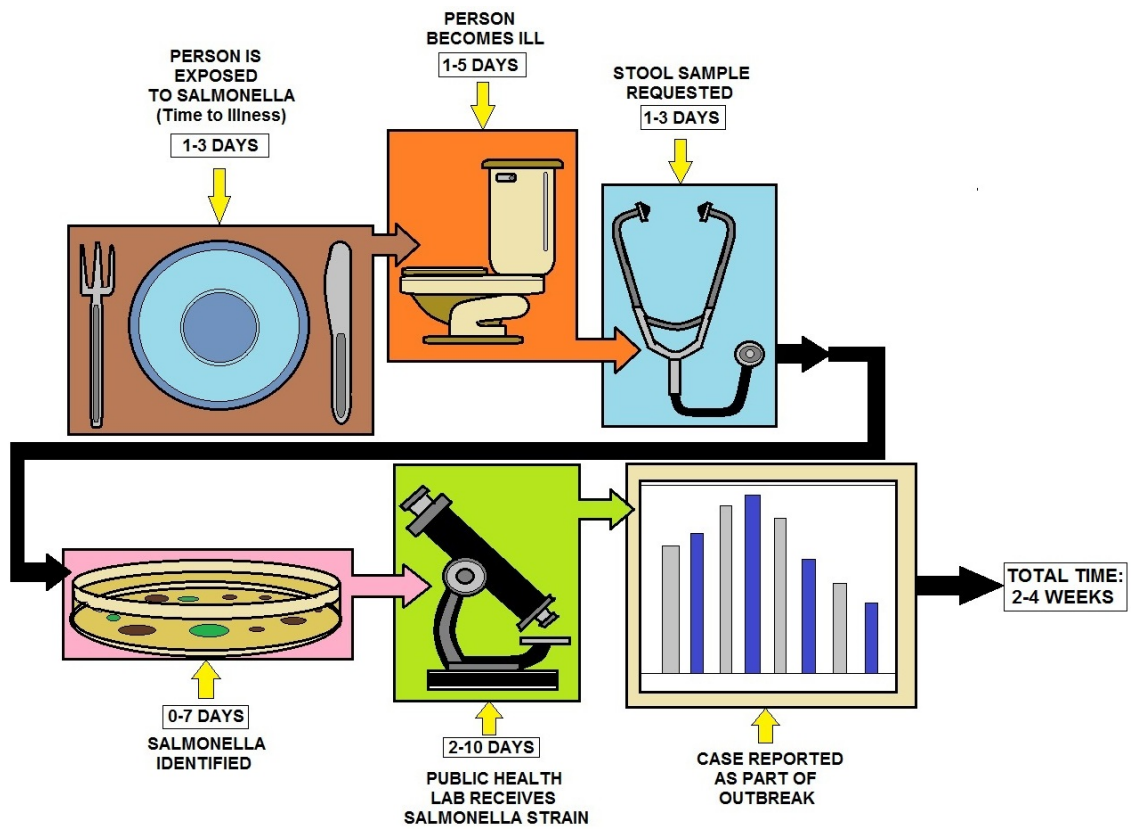 PERSON IS
EXPOSED
TO SALMONELLA
(Time to Illness)
1-3 DAYS
PERSON
BECOMES ILL
1-5 DAYS
STOOL SAMPLE
REQUESTED
1-3 DAYS
0-7 DAYS
SALMONELLA
IDENTIFIED
2-10 DAYS
PUBLIC HEALTH
LAB RECEIVES
SALMONELLA STRAIN
CASE REPORTED
AS PART OF
OUTBREAK
TOTAL TIME:
2-4 WEEKS